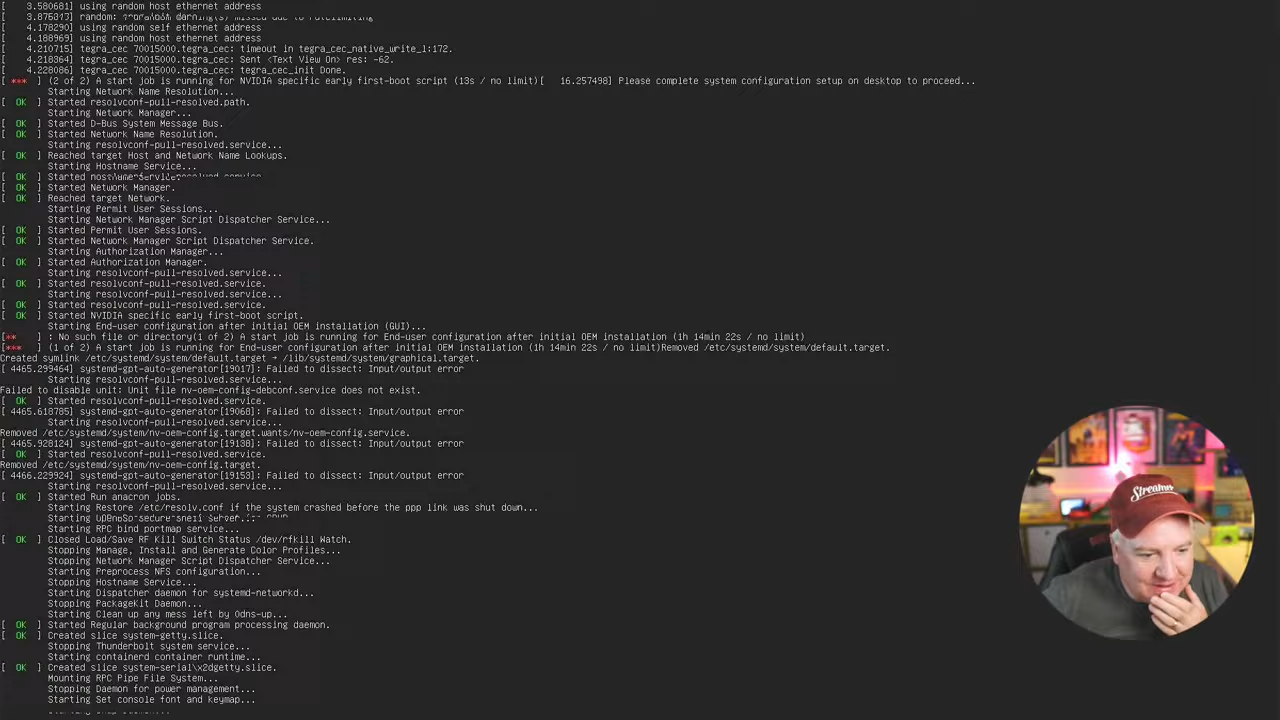 [    3.580681] using random host ethernet address
[    3.875873] random:
[    4.178290] using random self ethernet address
[    4.188969] using random host ethernet address
[    4.210715] tegra_cec 70015000.tegra_cec: timeout in tegra_cec_native_write_l:172.
[    4.218364] tegra_cec 70015000.tegra_cec: Sent <Text View On> res: -62.
[    4.228086] tegra_cec 70015000.tegra_cec: tegra_cec_init Done.
[ *** ] (2 of 2) A start job is running for NVIDIA specific early first-boot script (13s / no limit)[   16.257498] Please complete system configuration setup on desktop to proceed...
Starting Network Name Resolution...
[  OK  ] Started resolvconf-pull-resolved.path.
Starting Network Manager...
[  OK  ] Started D-Bus System Message Bus.
[  OK  ] Started Network Name Resolution.
Starting resolvconf-pull-resolved.service...
[  OK  ] Reached target Host and Network Name Lookups.
Starting Hostname Service...
[  OK  ] Started
[  OK  ] Started Network Manager.
[  OK  ] Reached target Network.
Starting Permit User Sessions...
Starting Network Manager Script Dispatcher Service...
[  OK  ] Started Permit User Sessions.
[  OK  ] Started Network Manager Script Dispatcher Service.
Starting Authorization Manager...
[  OK  ] Started Authorization Manager.
Starting resolvconf-pull-resolved.service...
[  OK  ] Started resolvconf-pull-resolved.service.
Starting resolvconf-pull-resolved.service...
[  OK  ] Started resolvconf-pull-resolved.service.
[  OK  ] Started NVIDIA specific early first-boot script.
Starting End-user configuration after initial OEM installation (GUI)...
[**    ] : No such file or directory(1 of 2) A start job is running for End-user configuration after initial OEM installation (1h 14min 22s / no limit)
[***   ] (1 of 2) A start job is running for End-user configuration after initial OEM installation (1h 14min 22s / no limit)Removed /etc/systemd/system/default.target.
Created symlink /etc/systemd/system/default.target → /lib/systemd/system/graphical.target.
[ 4465.299464] systemd-gpt-auto-generator[19017]: Failed to dissect: Input/output error
Starting resolvconf-pull-resolved.service...
Failed to disable unit: Unit file nv-oem-config-debconf.service does not exist.
[  OK  ] Started resolvconf-pull-resolved.service.
[ 4465.618785] systemd-gpt-auto-generator[19068]: Failed to dissect: Input/output error
Starting resolvconf-pull-resolved.service...
Removed /etc/systemd/system/nv-oem-config.target.wants/nv-oem-config.service.
[ 4465.928124] systemd-gpt-auto-generator[19138]: Failed to dissect: Input/output error
[  OK  ] Started resolvconf-pull-resolved.service.
Removed /etc/systemd/system/nv-oem-config.target.
[ 4466.229924] systemd-gpt-auto-generator[19153]: Failed to dissect: Input/output error
Starting resolvconf-pull-resolved.service...
[  OK  ] Started Run anacron jobs.
Starting Restore /etc/resolv.conf if the system crashed before the ppp link was shut down...
Starting
Starting RPC bind portmap service...
[  OK  ] Closed Load/Save RF Kill Switch Status /dev/rfkill Watch.
Stopping Manage, Install and Generate Color Profiles...
Stopping Network Manager Script Dispatcher Service...
Starting Preprocess NFS configuration...
Stopping Hostname Service...
Starting Dispatcher daemon for systemd-networkd...
Stopping PackageKit Daemon...
Starting Clean up any mess left by 0dns-up...
[  OK  ] Started Regular background program processing daemon.
[  OK  ] Created slice system-getty.slice.
Stopping Thunderbolt system service...
Starting containerd container runtime...
[  OK  ] Created slice system-serial\x2dgetty.slice.
Mounting RPC Pipe File System...
Stopping Daemon for power management...
Starting Set console font and keymap...
Streams